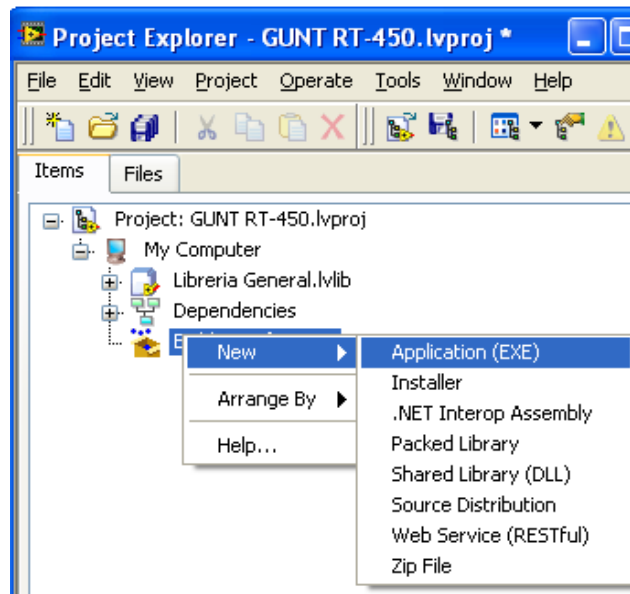 Project Explorer - GUNT RT-450.lvproj *
File Edit View Project Operate Tools Window Help
Items Files
Project: GUNT RT-450.lvproj
My Computer
Libreria General.lvlib
Dependencies
New
Arrange By
Help...
Application (EXE)
Installer
.NET Interop Assembly
Packed Library
Shared Library (DLL)
Source Distribution
Web Service (RESTful)
Zip File